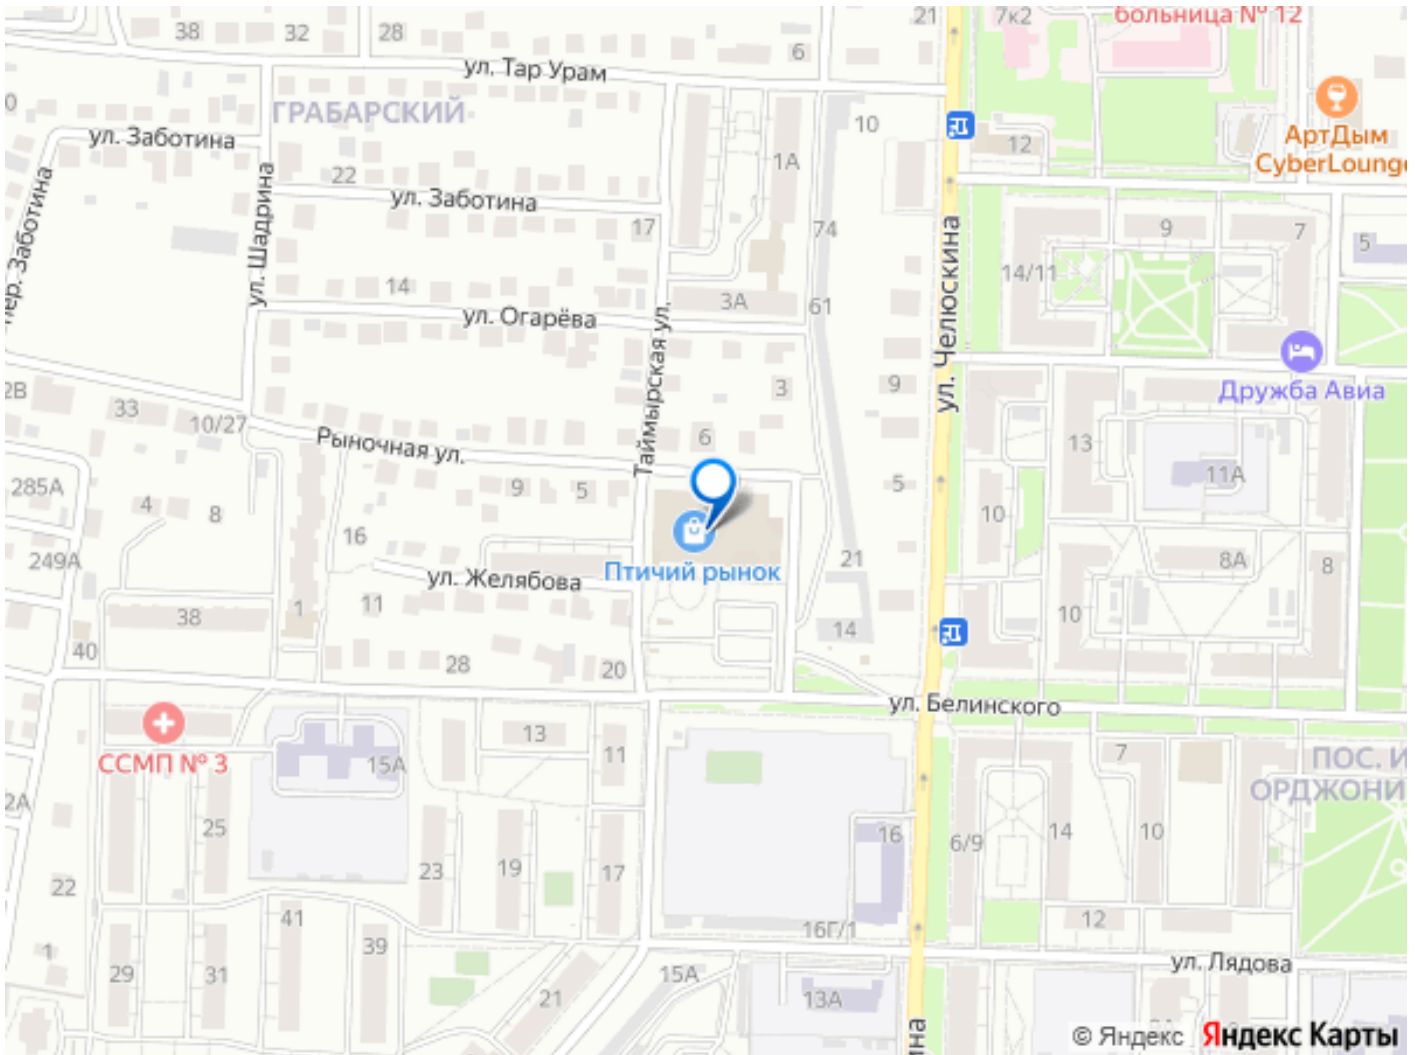 38
32
28
21
7к2
больница № 12
6
ул. Тар Урам
ГРАБАРСКИЙ
10
12
АртДым
CyberLounge
ул. Заботина
1А
22
ул. Заботина
17
74
9
7
5
пер. Заботина
ул. Шадрина
14
14/11
ул. Огарёва
3А
61
Таймырская ул.
ул. Челюскина
Дружба Авиа
2В
33
10/27
3
9
Рыночная ул.
6
13
11А
285А
4
8
9
5
5
10
16
249А
Птичий рынок
21
8А
8
ул. Желябова
11
38
1
14
10
40
28
20
ул. Белинского
ССМП № 3
15А
13
11
7
ПОС. И
ОРДЖОНИ
2А
25
16
6/9
14
10
23
19
17
22
41
12
16Г/1
1
39
29
31
21
15А
13А
ул. Лядова
ина
© Яндекс Яндекс Карты